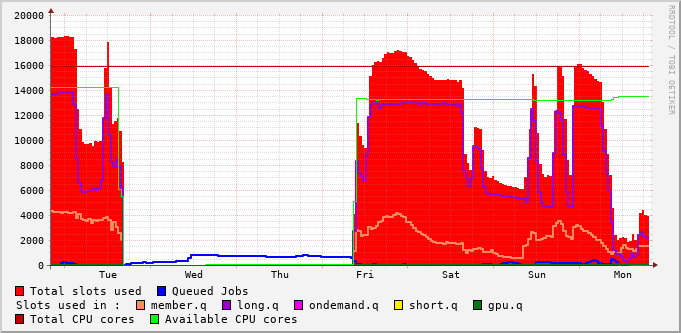 20000
18000
16000
14000
12000
10000
8000
6000
4000
2000
0
Tue Wed Thu Fri Sat Sun Mon
Total slots used Queued Jobs
Slots used in : member.q long.q ondemand.q short.q gpu.q
Total CPU cores Available CPU cores
RRDTOOL / TOBI OETIKER